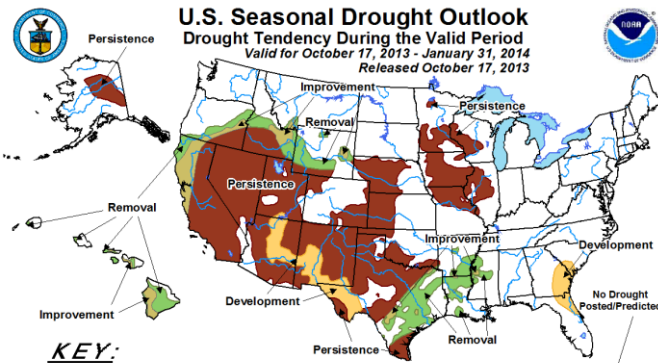 U.S. Seasonal Drought Outlook
Drought Tendency During the Valid Period
Valid for October 17, 2013 - January 31, 2014
Released October 17, 2013
NOAA
Persistence
Improvement
Removal
Persistence
Persistence
Removal
Improvement
Development
Persistence
Improvement
Removal
Development
No Drought
Posted/Predicted
KEY: